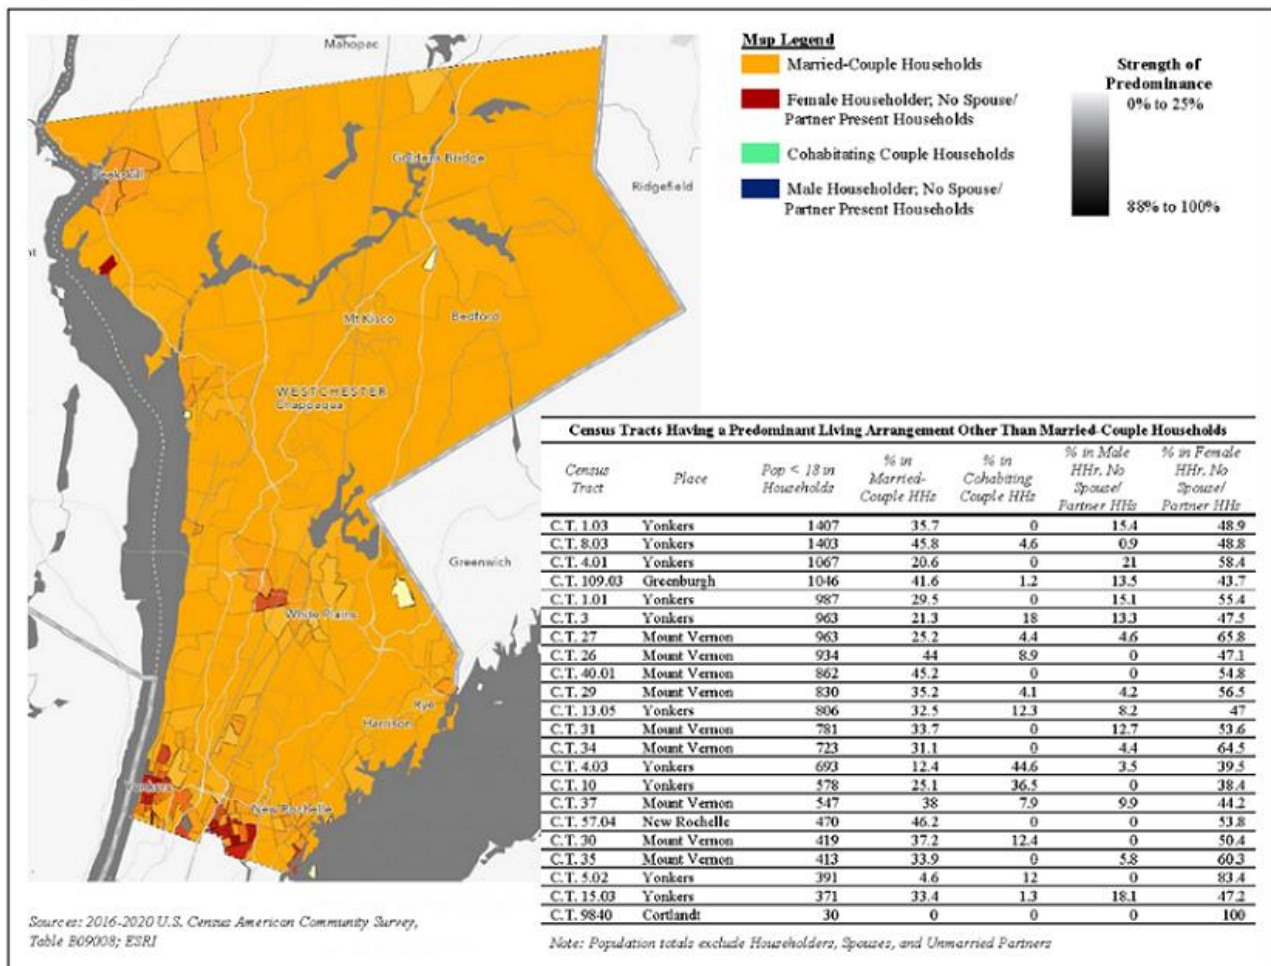 Mahopac
Goldens Bridge
Peekskill
Ridgefield
nt
Mt Kisco
Bedford
WESTCHESTER
Chappaqua
Greenwich
White Plains
Rye
Harrison
Yonkers
New Rochelle
Map Legend
Married-Couple Households
Female Householder; No Spouse/
Partner Present Households
Cohabitating Couple Households
Male Householder; No Spouse/
Partner Present Households
Strength of
Predominance
0% to 25%
88% to 100%
Census Tracts Having a Predominant Living Arrangement Other Than Married-Couple Households
Census Tract Place Pop < 18 in Households % in Married-Couple HHs % in Cohabiting Couple HHs % in Male HHr, No Spouse/ Partner HHs % in Female HHr, No Spouse/ Partner HHs
C.T. 1.03 Yonkers 1407 35.7 0 15.4 48.9
C.T. 8.03 Yonkers 1403 45.8 4.6 0.9 48.8
C.T. 4.01 Yonkers 1067 20.6 0 21 58.4
C.T. 109.03 Greenburgh 1046 41.6 1.2 13.5 43.7
C.T. 1.01 Yonkers 987 29.5 0 15.1 55.4
C.T. 3 Yonkers 963 21.3 18 13.3 47.5
C.T. 27 Mount Vernon 963 25.2 4.4 4.6 65.8
C.T. 26 Mount Vernon 934 44 8.9 0 47.1
C.T. 40.01 Mount Vernon 862 45.2 0 0 54.8
C.T. 29 Mount Vernon 830 35.2 4.1 4.2 56.5
C.T. 13.05 Yonkers 806 32.5 12.3 8.2 47
C.T. 31 Mount Vernon 781 33.7 0 12.7 53.6
C.T. 34 Mount Vernon 723 31.1 0 4.4 64.5
C.T. 4.03 Yonkers 693 12.4 44.6 3.5 39.5
C.T. 10 Yonkers 578 25.1 36.5 0 38.4
C.T. 37 Mount Vernon 547 38 7.9 9.9 44.2
C.T. 57.04 New Rochelle 470 46.2 0 0 53.8
C.T. 30 Mount Vernon 419 37.2 12.4 0 50.4
C.T. 35 Mount Vernon 413 33.9 0 5.8 60.3
C.T. 5.02 Yonkers 391 4.6 12 0 83.4
C.T. 15.03 Yonkers 371 33.4 1.3 18.1 47.2
C.T. 9840 Cortlandt 30 0 0 0 100
Note: Population totals exclude Householders, Spouses, and Unmarried Partners
Sources: 2016-2020 U.S. Census American Community Survey,
Table B09008; ESRI